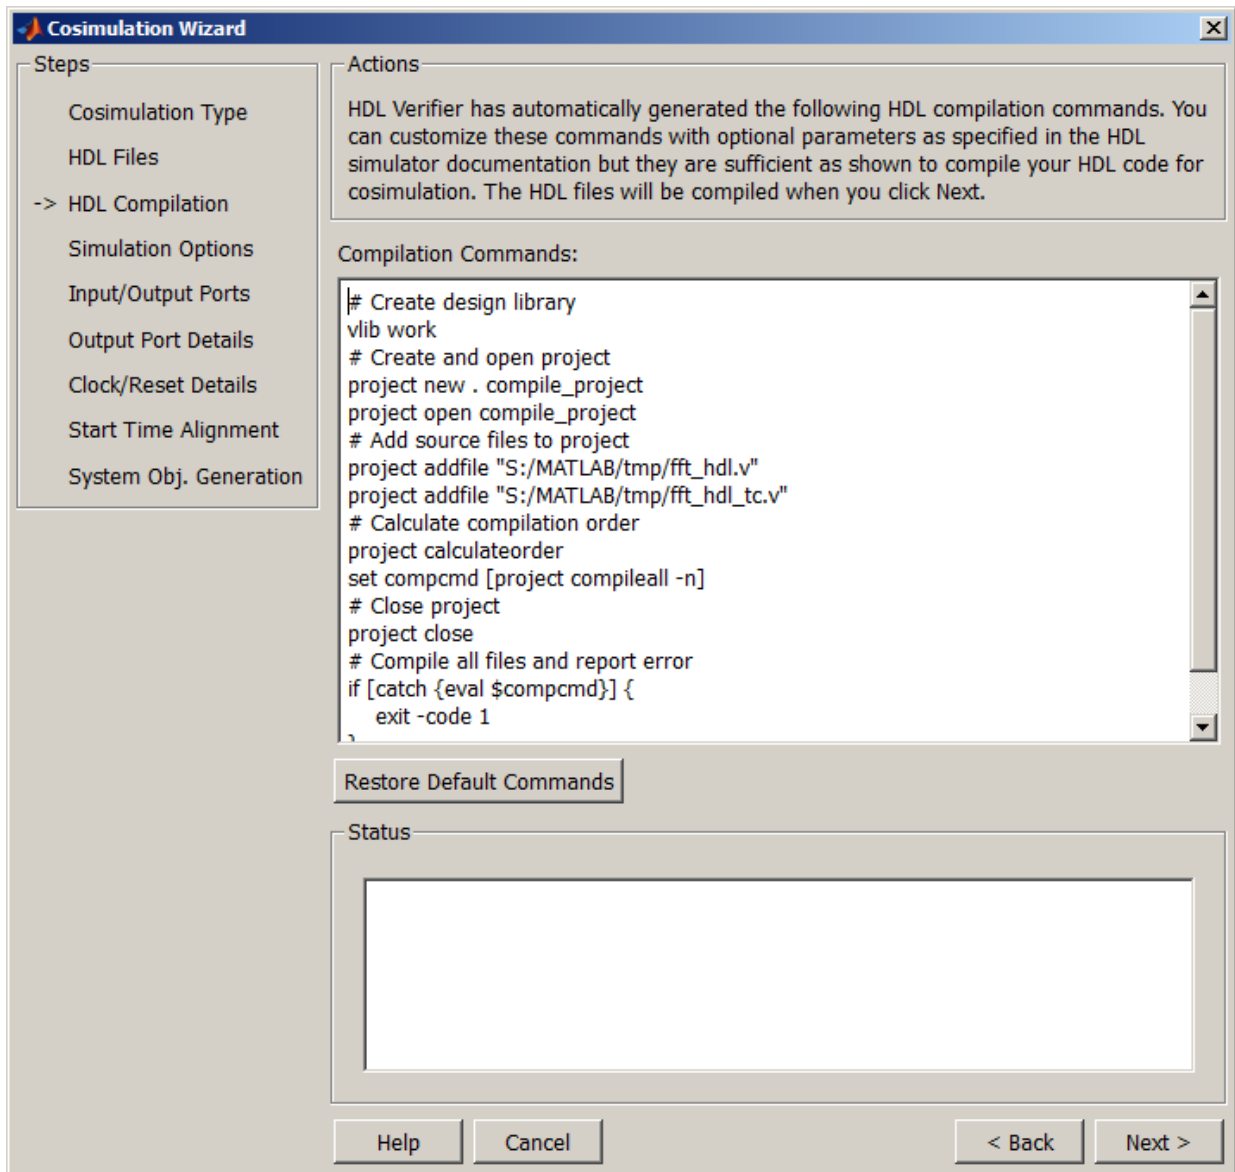 Cosimulation Wizard
Steps
Cosimulation Type
HDL Files
-> HDL Compilation
Simulation Options
Input/Output Ports
Output Port Details
Clock/Reset Details
Start Time Alignment
System Obj. Generation
Actions
HDL Verifier has automatically generated the following HDL compilation commands. You
can customize these commands with optional parameters as specified in the HDL
simulator documentation but they are sufficient as shown to compile your HDL code for
cosimulation. The HDL files will be compiled when you click Next.
Compilation Commands:
# Create design library
vlib work
# Create and open project
project new . compile_project
project open compile_project
# Add source files to project
project addfile "S:/MATLAB/tmp/fft_hdl.v"
project addfile "S:/MATLAB/tmp/fft_hdl_tc.v"
# Calculate compilation order
project calculateorder
set compcmd [project compileall -n]
# Close project
project close
# Compile all files and report error
if [catch {eval $compcmd}] {
exit -code 1
}
Restore Default Commands
Status
Help
Cancel
< Back
Next >